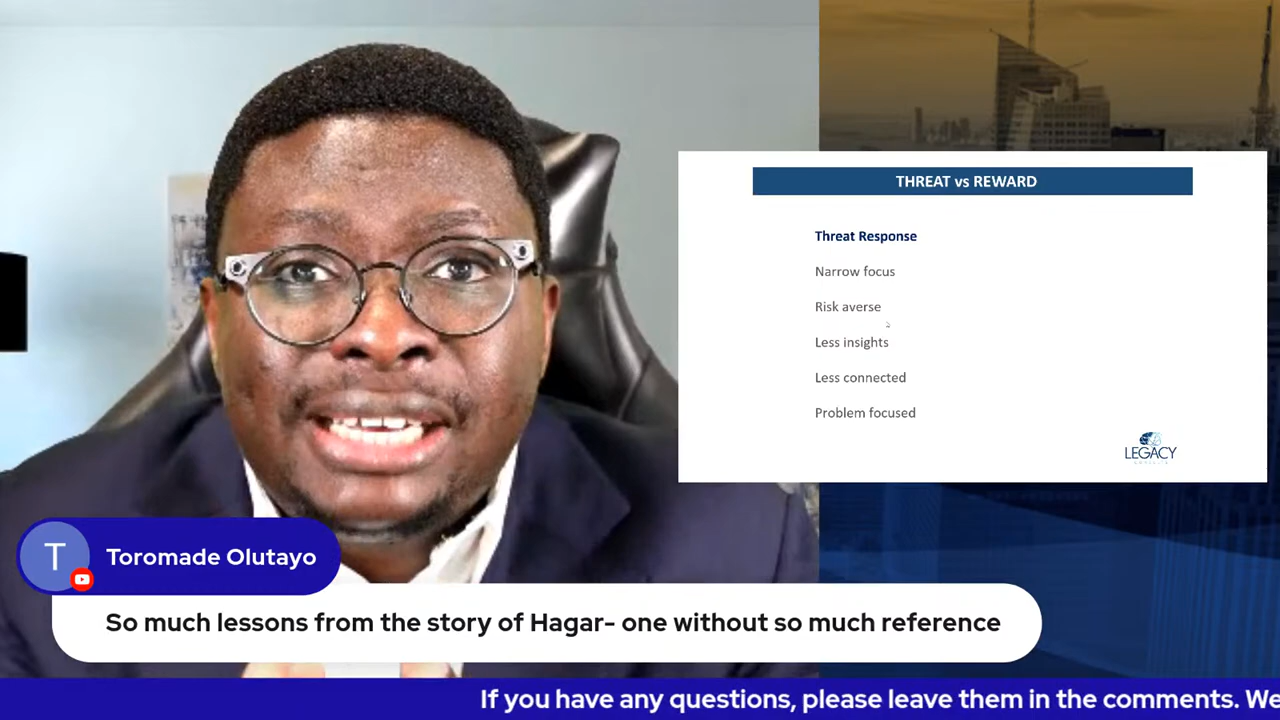 THREAT vs REWARD
Threat Response
Narrow focus
Risk averse
Less insights
Less connected
Problem focused
LEGACY
T
Toromade Olutayo
So much lessons from the story of Hagar- one without so much reference
If you have any questions, please leave them in the comments. We